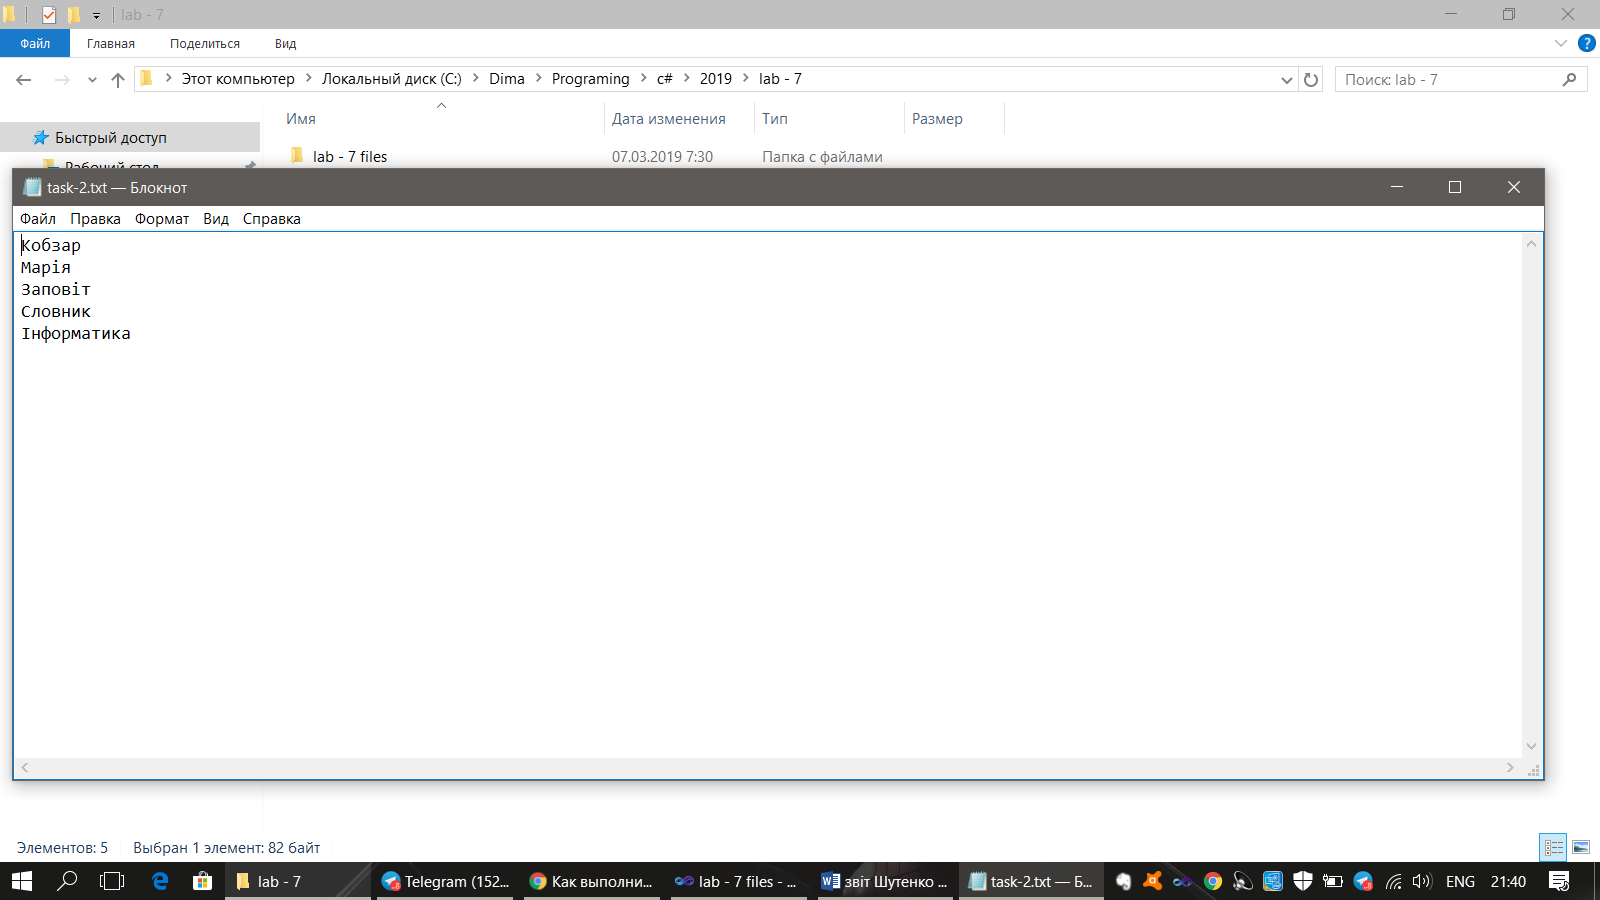 lab - 7
Файл Главная Поделиться Вид
Этот компьютер Локальный диск (C:) Dima Programing c# 2019 lab - 7
Поиск: lab - 7
Имя Дата изменения Тип Размер
Быстрый доступ
Рабочий стол
lab - 7 files 07.03.2019 7:30 Папка с файлами
task-2.txt — Блокнот
Файл Правка Формат Вид Справка
Кобзар
Марія
Заповіт
Словник
Інформатика
Элементов: 5 Выбран 1 элемент: 82 байт
lab - 7 Telegram (152... Как выполни... lab - 7 files - ... звіт Шутенко ... task-2.txt — Б... ENG 21:40